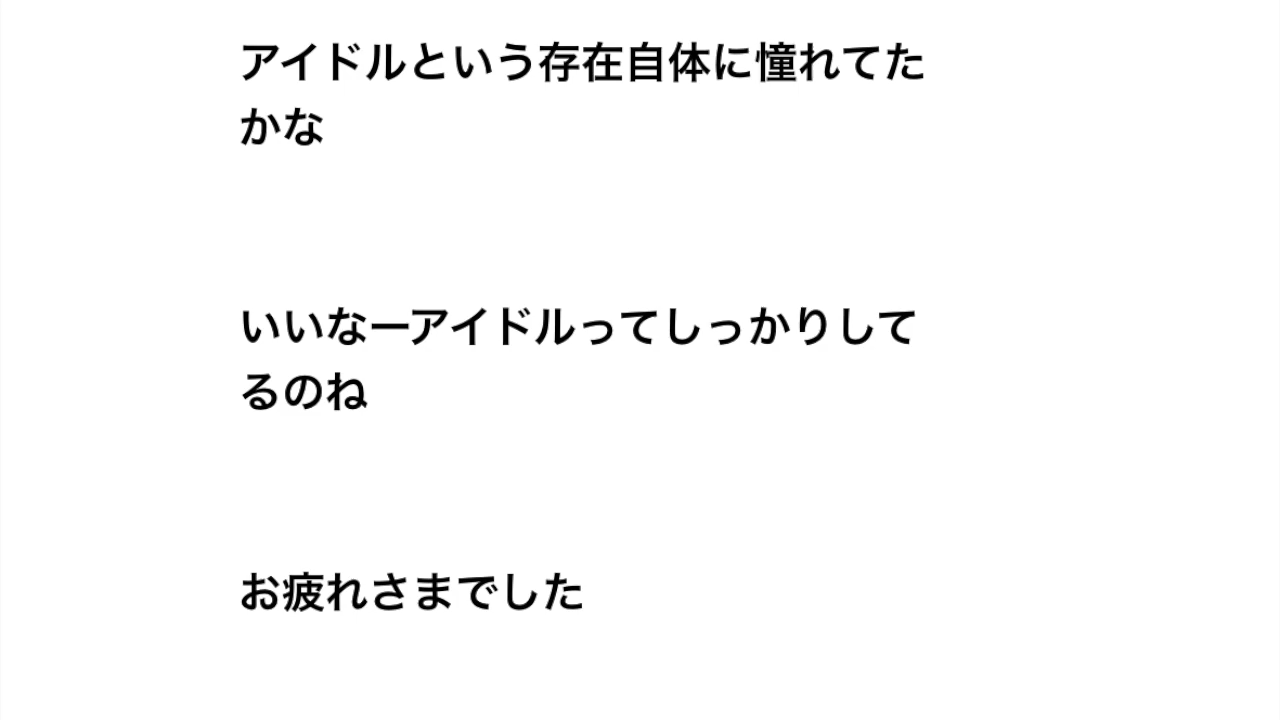 アイドルという存在自体に憧れてた
かな
いいなーアイドルってしっかりして
るのね
お疲れさまでした